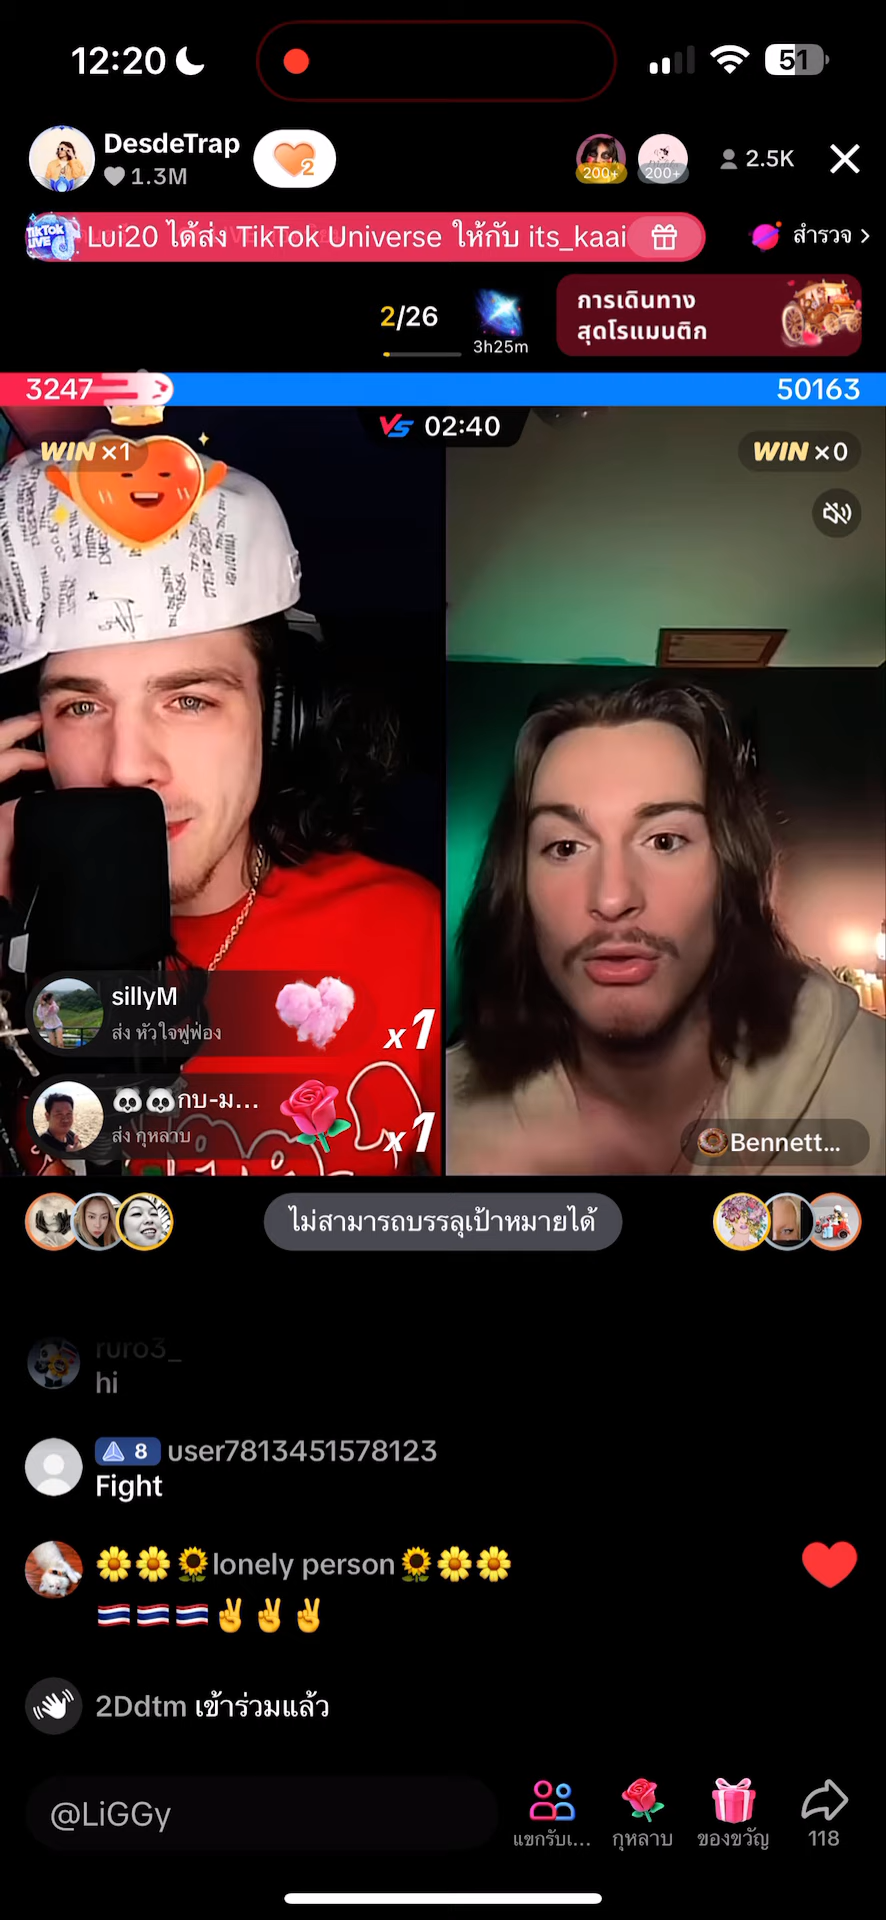 12:20
51
DesdeTrap
1.3M
2
200+
200+
2.5K
TikTok LIVE
Lui20 ได้ส่ง TikTok Universe ให้กับ its_kaai
สำรวจ
2/26
3h25m
การเดินทาง
สุดโรแมนติก
3247
50163
VS 02:40
WIN x1
WIN x0
sillyM
ส่ง หัวใจฟูฟ่อง
x1
🐼🐼กบ-ม...
ส่ง กุหลาบ
x1
🍩Bennett...
ไม่สามารถบรรลุเป้าหมายได้
ruro3_
hi
8 user7813451578123
Fight
🌼🌼🌻lonely person🌻🌼🌼
🇹🇭🇹🇭🇹🇭✌️✌️✌️
2Ddtm เข้าร่วมแล้ว
@LiGGy
แขกรับเ...
กุหลาบ
ของขวัญ
118